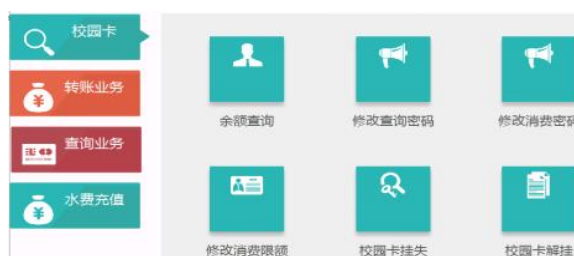 校园卡
转账业务
查询业务
水费充值
余额查询 修改查询密码 修改消费密码
修改消费限额 校园卡挂失 校园卡解挂